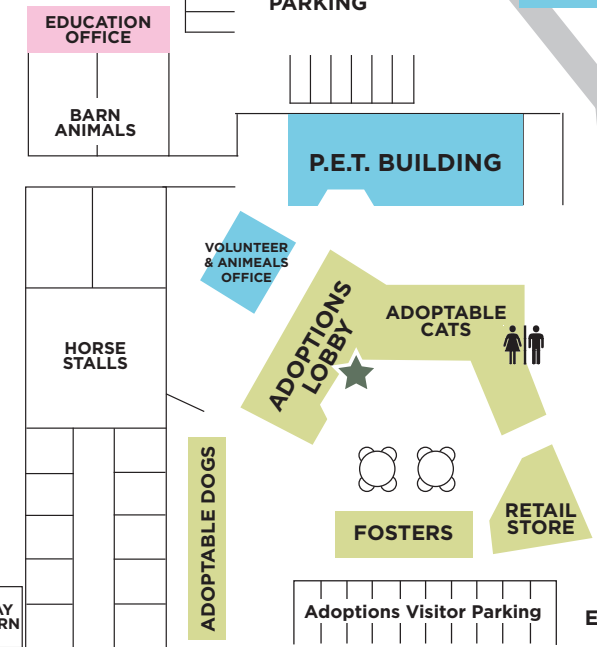 PARKING
EDUCATION
OFFICE
BARN
ANIMALS
P.E.T. BUILDING
VOLUNTEER
& ANIMEALS
OFFICE
ADOPTIONS
LOBBY
ADOPTABLE
CATS
HORSE
STALLS
ADOPTABLE DOGS
FOSTERS
RETAIL
STORE
Adoptions Visitor Parking